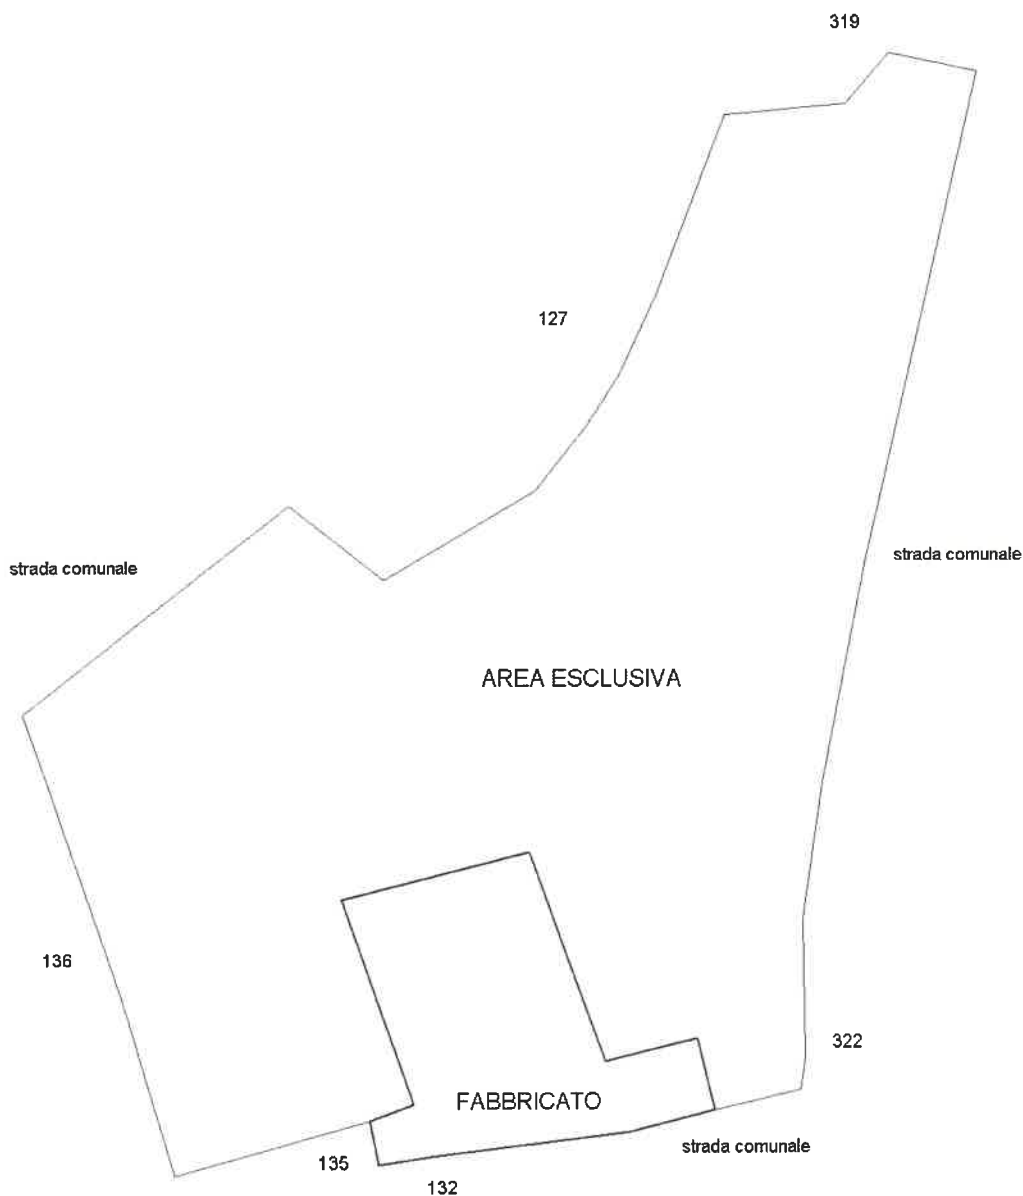 319
127
strada comunale
strada comunale
AREA ESCLUSIVA
136
322
FABBRICATO
strada comunale
135
132